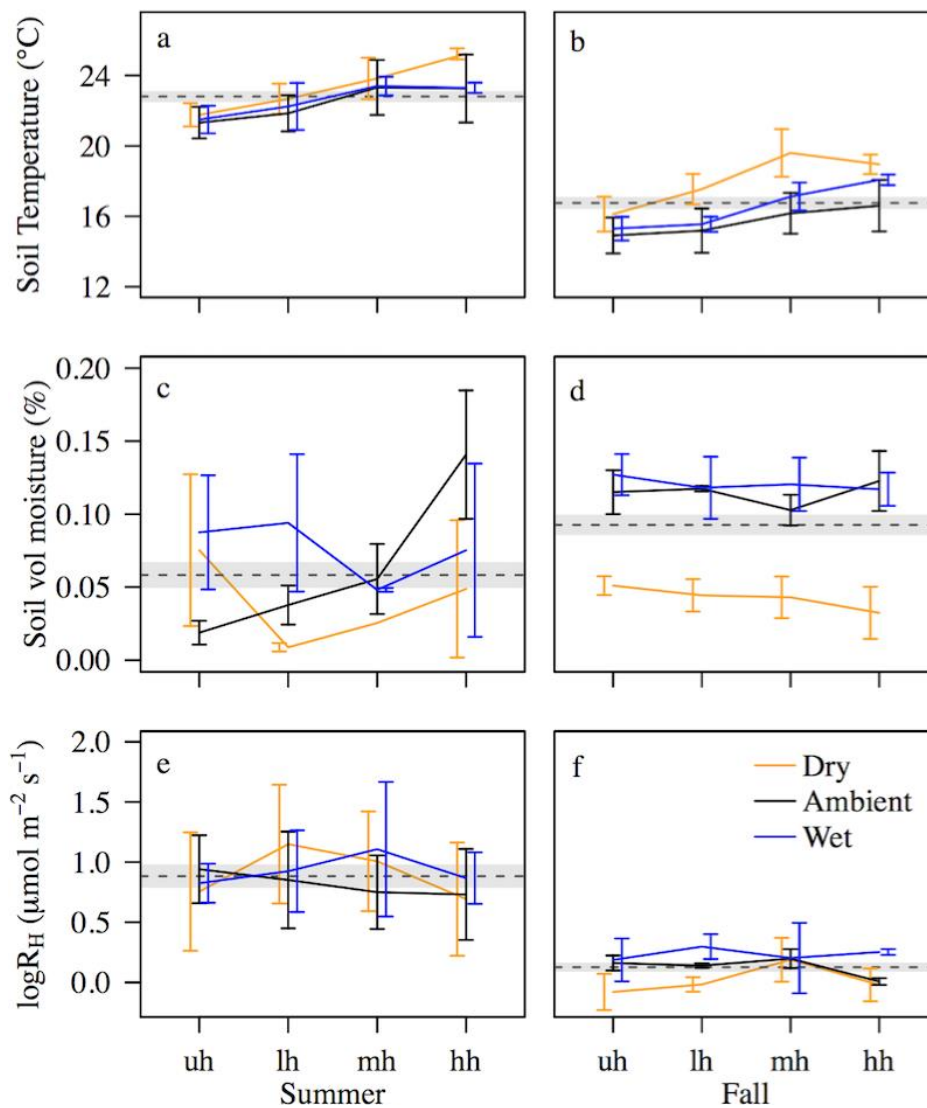 a
b
Soil Temperature (°C)
24
20
16
12
c
d
Soil vol moisture (%)
0.20
0.15
0.10
0.05
0.00
e
f
logR_H (μmol m⁻² s⁻¹)
2.0
1.5
1.0
0.5
0.0
Dry
Ambient
Wet
uh lh mh hh
Summer
uh lh mh hh
Fall